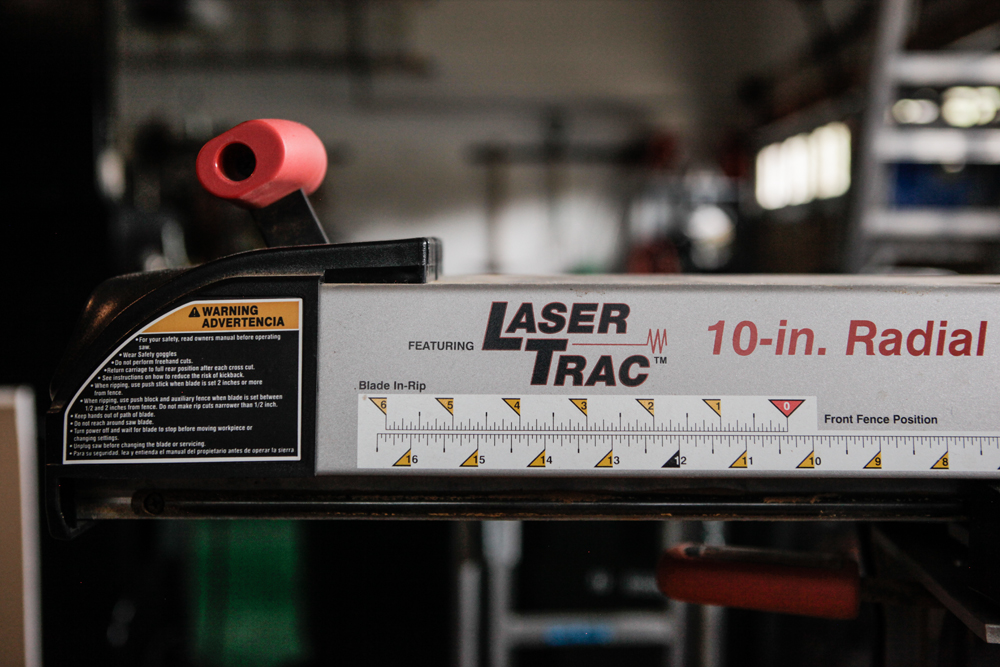 WARNING
ADVERTENCIA
•For your safety, read owners manual before operating
saw.
•Wear Safety goggles
•Do not perform freehand cuts.
•Return carriage to full rear position after each cross cut.
•See instructions on how to reduce the risk of kickback.
•When ripping, use push stick when blade is set 2 inches or more
from fence.
•When ripping, use push block and auxiliary fence when blade is set between
1/2 and 2 inches from fence. Do not make rip cuts narrower than 1/2 inch.
•Keep hands out of path of blade.
•Do not reach around saw blade.
•Turn power off and wait for blade to stop before moving workpiece or
changing settings.
•Unplug saw before changing the blade or servicing.
•Para su seguridad, lea y entienda el manual del propietario antes de operar la sierra
FEATURING
LASER
TRAC™
10-in. Radial
Blade In-Rip
6 5 4 3 2 1 0
Front Fence Position
16 15 14 13 12 11 10 9 8